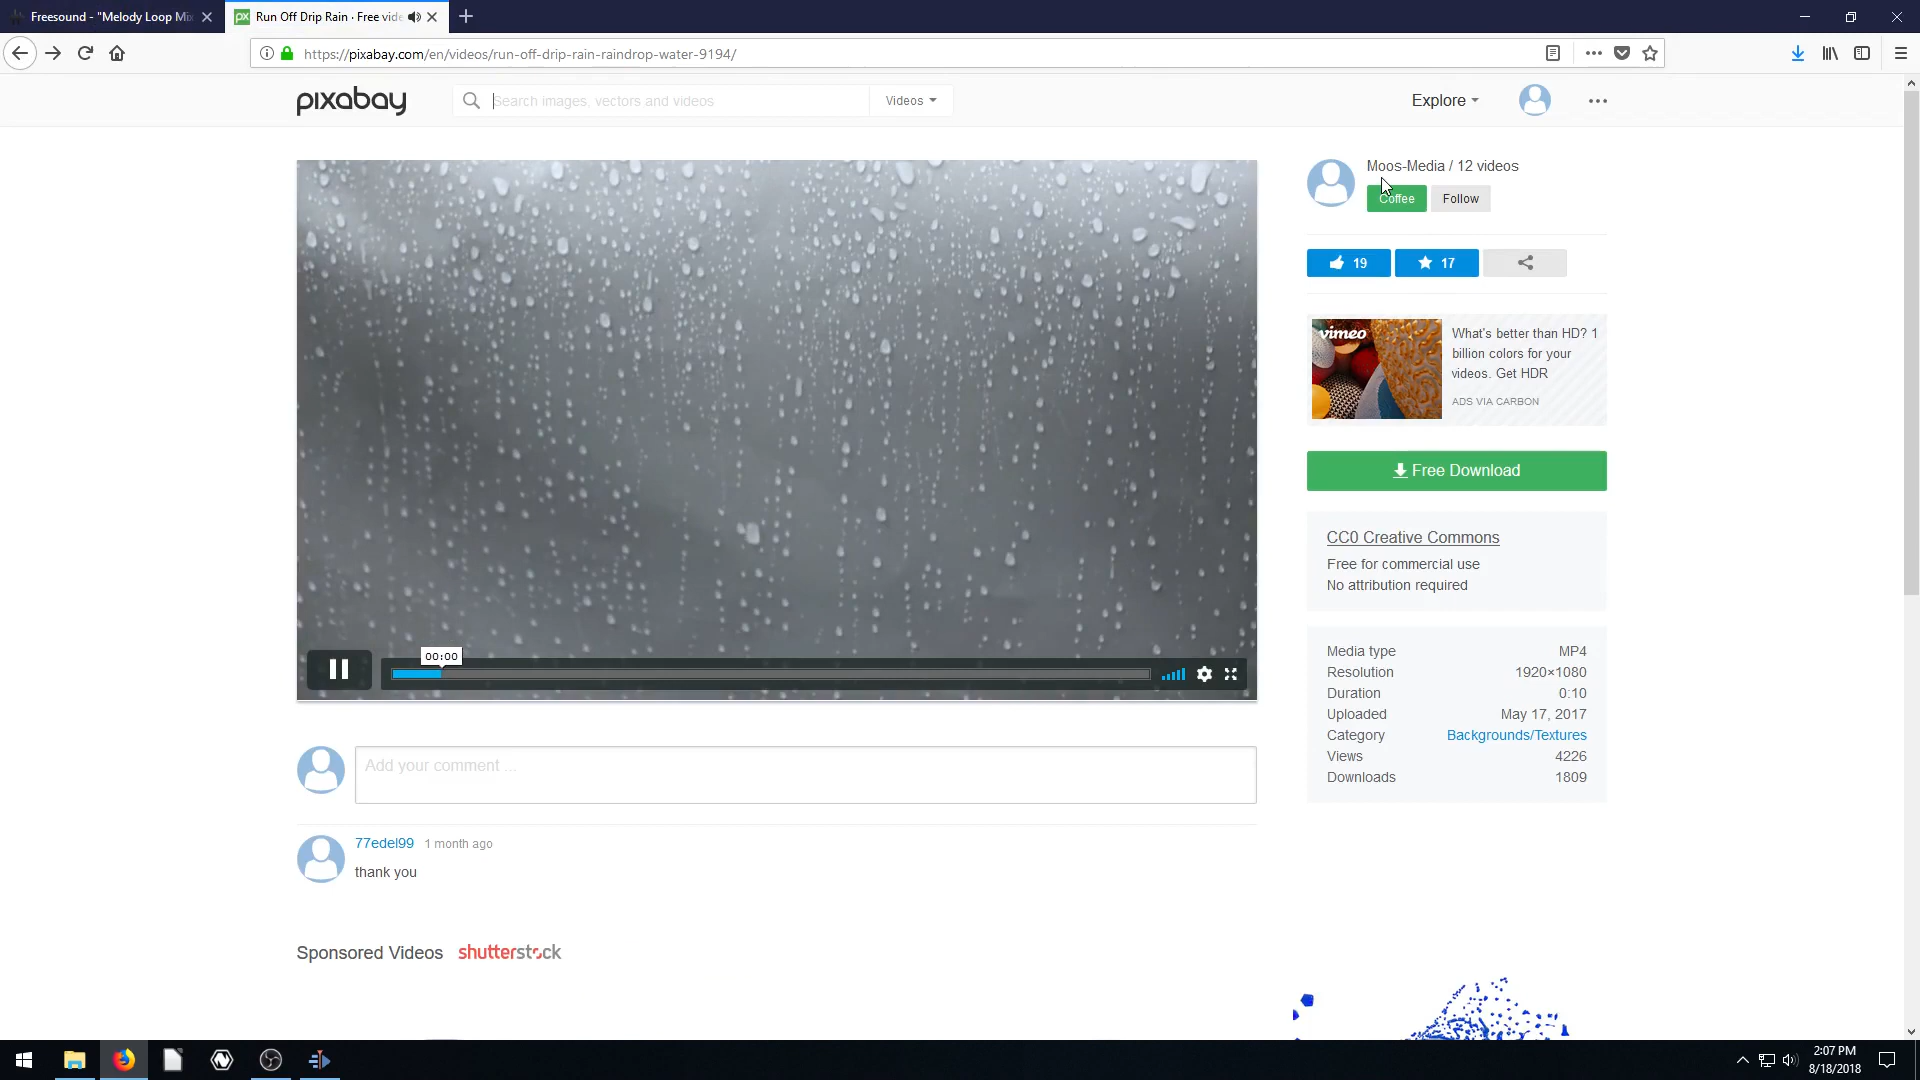 Freesound - "Melody Loop Mi
Run Off Drip Rain · Free vide
https://pixabay.com/en/videos/run-off-drip-rain-raindrop-water-9194/
pixabay
Search images, vectors and videos
Videos
Explore
Moos-Media / 12 videos
Coffee
Follow
19
17
vimeo
What's better than HD? 1
billion colors for your
videos. Get HDR
ADS VIA CARBON
Free Download
CC0 Creative Commons
Free for commercial use
No attribution required
00:00
Media type MP4
Resolution 1920×1080
Duration 0:10
Uploaded May 17, 2017
Category Backgrounds/Textures
Views 4226
Downloads 1809
Add your comment ...
77edel99 1 month ago
thank you
Sponsored Videos shutterstock
2:07 PM
8/18/2018